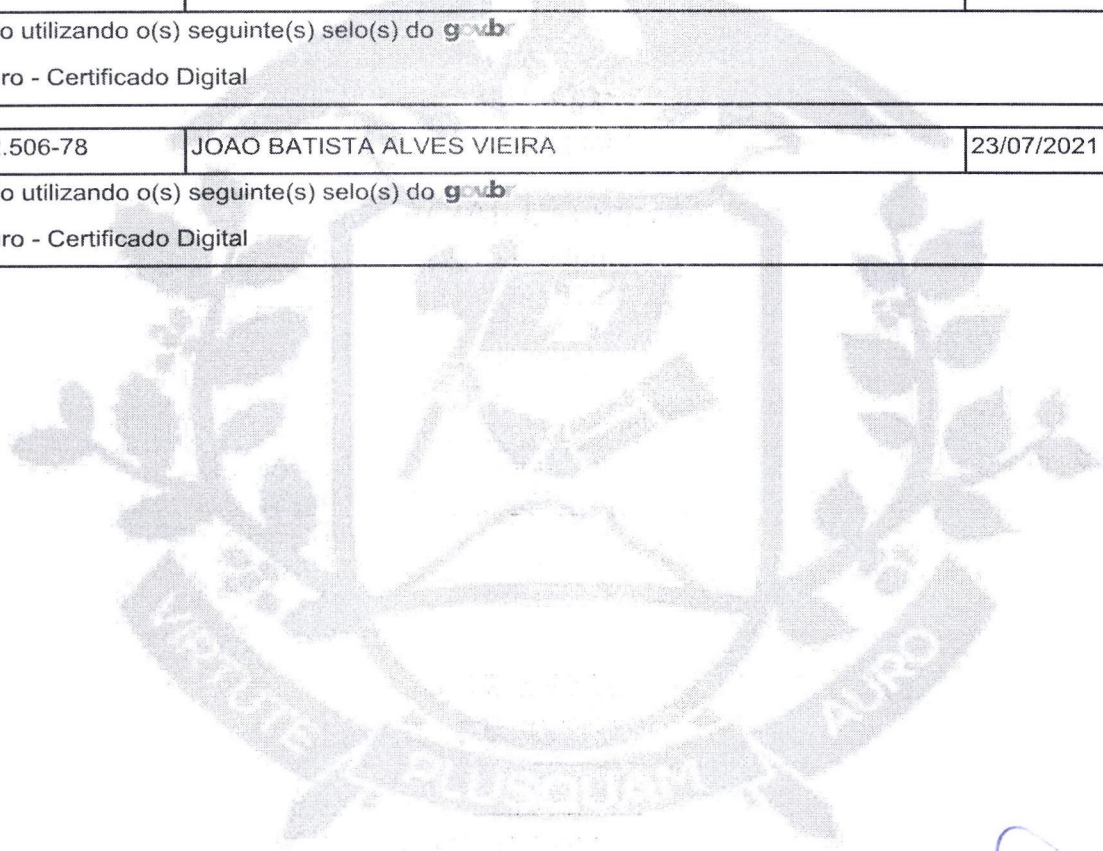 o utilizando o(s) seguinte(s) selo(s) do gov.br
ro - Certificado Digital
.506-78 JOAO BATISTA ALVES VIEIRA 23/07/2021
o utilizando o(s) seguinte(s) selo(s) do gov.br
ro - Certificado Digital
VIRTUTE PLUSQUAM AURO